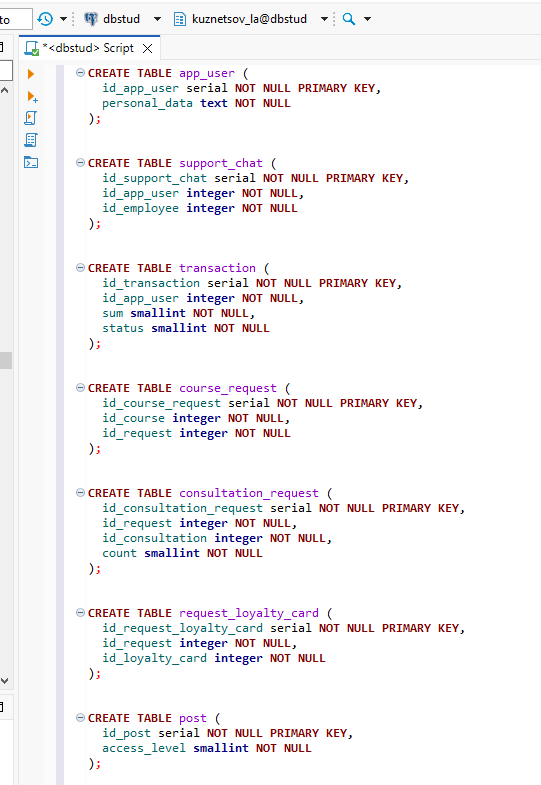 to
dbstud
kuznetsov_la@dbstud
*<dbstud> Script
CREATE TABLE app_user (
id_app_user serial NOT NULL PRIMARY KEY,
personal_data text NOT NULL
);
CREATE TABLE support_chat (
id_support_chat serial NOT NULL PRIMARY KEY,
id_app_user integer NOT NULL,
id_employee integer NOT NULL
);
CREATE TABLE transaction (
id_transaction serial NOT NULL PRIMARY KEY,
id_app_user integer NOT NULL,
sum smallint NOT NULL,
status smallint NOT NULL
);
CREATE TABLE course_request (
id_course_request serial NOT NULL PRIMARY KEY,
id_course integer NOT NULL,
id_request integer NOT NULL
);
CREATE TABLE consultation_request (
id_consultation_request serial NOT NULL PRIMARY KEY,
id_request integer NOT NULL,
id_consultation integer NOT NULL,
count smallint NOT NULL
);
CREATE TABLE request_loyalty_card (
id_request_loyalty_card serial NOT NULL PRIMARY KEY,
id_request integer NOT NULL,
id_loyalty_card integer NOT NULL
);
CREATE TABLE post (
id_post serial NOT NULL PRIMARY KEY,
access_level smallint NOT NULL
);